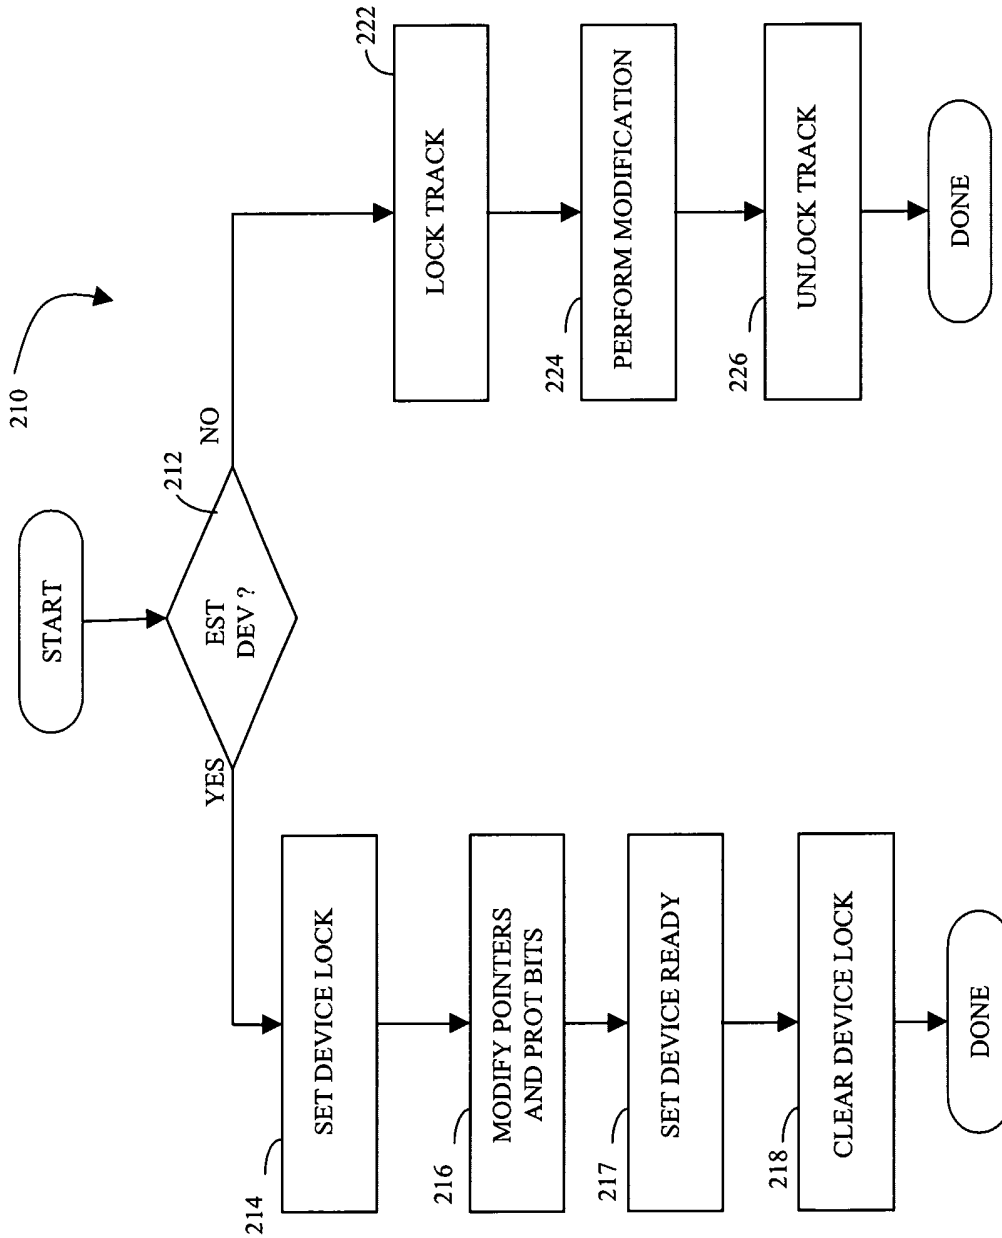 210
START
EST
DEV ?
212
YES
NO
SET DEVICE LOCK
214
MODIFY POINTERS
AND PROT BITS
216
SET DEVICE READY
217
CLEAR DEVICE LOCK
218
DONE
LOCK TRACK
222
PERFORM MODIFICATION
224
UNLOCK TRACK
226
DONE